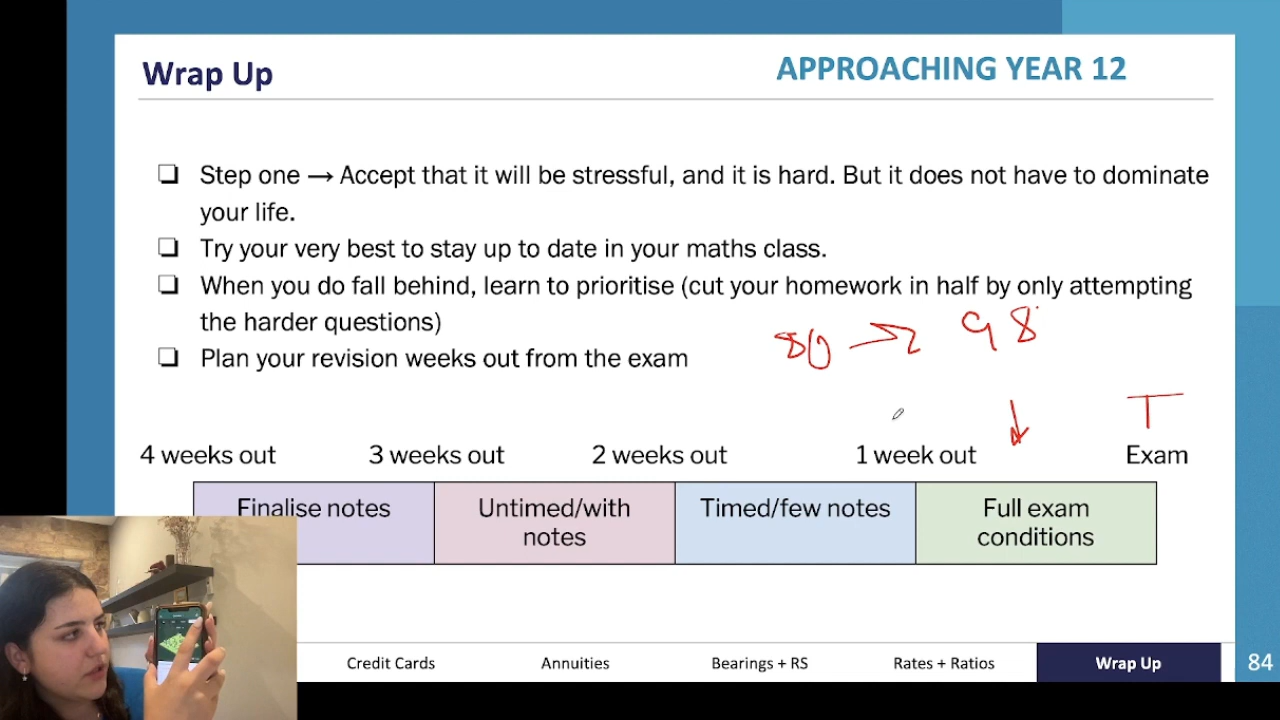 Wrap Up
APPROACHING YEAR 12
❏ Step one → Accept that it will be stressful, and it is hard. But it does not have to dominate
your life.
❏ Try your very best to stay up to date in your maths class.
❏ When you do fall behind, learn to prioritise (cut your homework in half by only attempting
the harder questions)
❏ Plan your revision weeks out from the exam
80 → 98
T
4 weeks out 3 weeks out 2 weeks out 1 week out Exam
Finalise notes
Untimed/with
notes
Timed/few notes
Full exam
conditions
Credit Cards Annuities Bearings + RS Rates + Ratios Wrap Up 84